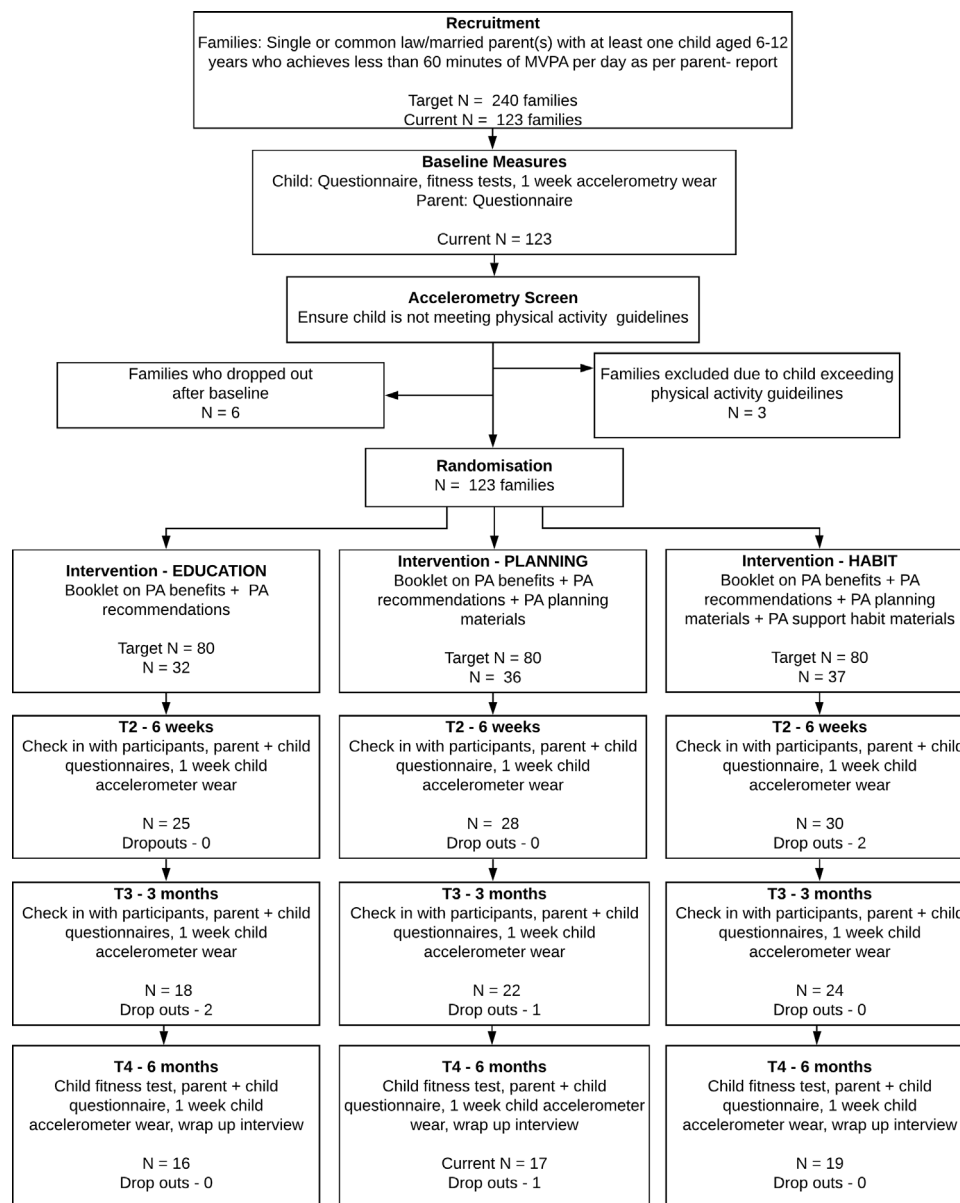 Recruitment
Families: Single or common law/married parent(s) with at least one child aged 6-12
years who achieves less than 60 minutes of MVPA per day as per parent- report
Target N = 240 families
Current N = 123 families
Baseline Measures
Child: Questionnaire, fitness tests, 1 week accelerometry wear
Parent: Questionnaire
Current N = 123
Accelerometry Screen
Ensure child is not meeting physical activity guidelines
Families who dropped out
after baseline
N = 6
Families excluded due to child exceeding
physical activity guideilines
N = 3
Randomisation
N = 123 families
Intervention - EDUCATION
Booklet on PA benefits + PA
recommendations
Target N = 80
N = 32
Intervention - PLANNING
Booklet on PA benefits + PA
recommendations + PA planning
materials
Target N = 80
N = 36
Intervention - HABIT
Booklet on PA benefits + PA
recommendations + PA planning
materials + PA support habit materials
Target N = 80
N = 37
T2 - 6 weeks
Check in with participants, parent + child
questionnaires, 1 week child
accelerometer wear
N = 25
Dropouts - 0
T2 - 6 weeks
Check in with participants, parent + child
questionnaire, 1 week child
accelerometer wear
N = 28
Drop outs - 0
T2 - 6 weeks
Check in with participants, parent + child
questionnaire, 1 week child
accelerometer wear
N = 30
Drop outs - 2
T3 - 3 months
Check in with participants, parent + child
questionnaires, 1 week child
accelerometer wear
N = 18
Drop outs - 2
T3 - 3 months
Check in with participants, parent + child
questionnaires, 1 week child
accelerometer wear
N = 22
Drop outs - 1
T3 - 3 months
Check in with participants, parent + child
questionnaires, 1 week child
accelerometer wear
N = 24
Drop outs - 0
T4 - 6 months
Child fitness test, parent + child
questionnaire, 1 week child
accelerometer wear, wrap up interview
N = 16
Drop outs - 0
T4 - 6 months
Child fitness test, parent + child
questionnaire, 1 week child accelerometer
wear, wrap up interview
Current N = 17
Drop outs - 1
T4 - 6 months
Child fitness test, parent + child
questionnaire, 1 week child
accelerometer wear, wrap up interview
N = 19
Drop outs - 0